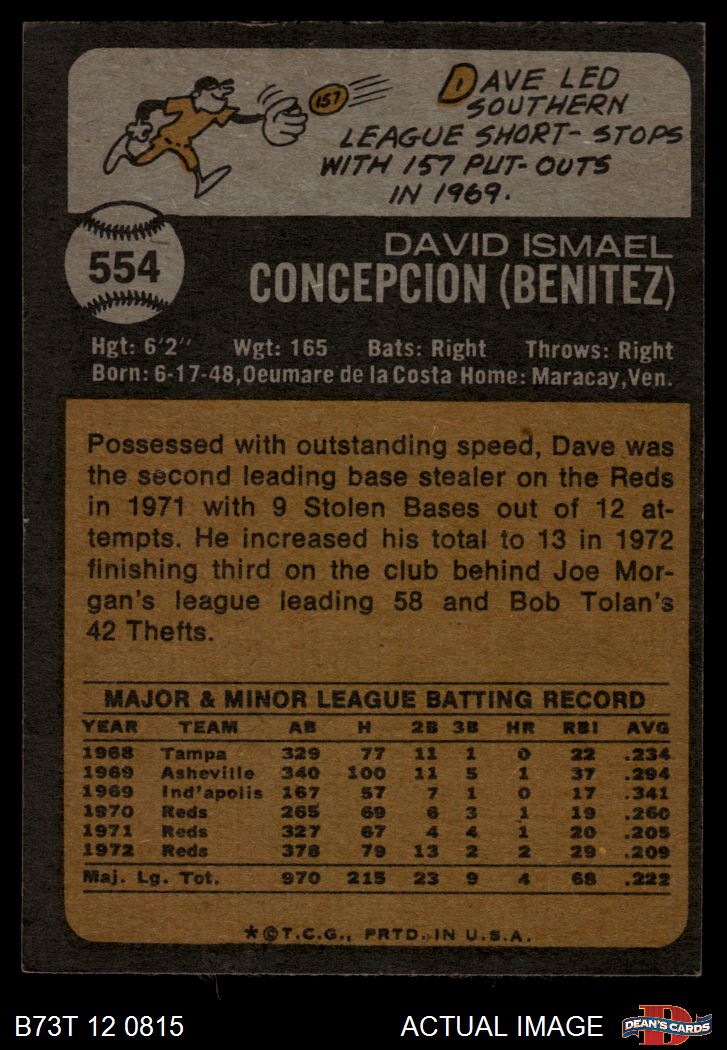 157
DAVE LED
SOUTHERN
LEAGUE SHORT-STOPS
WITH 157 PUT-OUTS
IN 1969.
554
DAVID ISMAEL
CONCEPCION (BENITEZ)
Hgt: 6'2" Wgt: 165 Bats: Right Throws: Right
Born: 6-17-48, Oeumare de la Costa Home: Maracay, Ven.
Possessed with outstanding speed, Dave was
the second leading base stealer on the Reds
in 1971 with 9 Stolen Bases out of 12 at-
tempts. He increased his total to 13 in 1972
finishing third on the club behind Joe Mor-
gan's league leading 58 and Bob Tolan's
42 Thefts.
MAJOR & MINOR LEAGUE BATTING RECORD
YEAR TEAM AB H 2B 3B HR RBI AVG
1968 Tampa 329 77 11 1 0 22 .234
1969 Asheville 340 100 11 5 1 37 .294
1969 Ind'apolis 167 57 7 1 0 17 .341
1970 Reds 265 69 6 3 1 19 .260
1971 Reds 327 67 4 4 1 20 .205
1972 Reds 378 79 13 2 2 29 .209
Maj. Lg. Tot. 970 215 23 9 4 68 .222
*©T.C.G., PRTD. IN U.S.A.
B73T 12 0815 ACTUAL IMAGE D DEAN'S CARDS